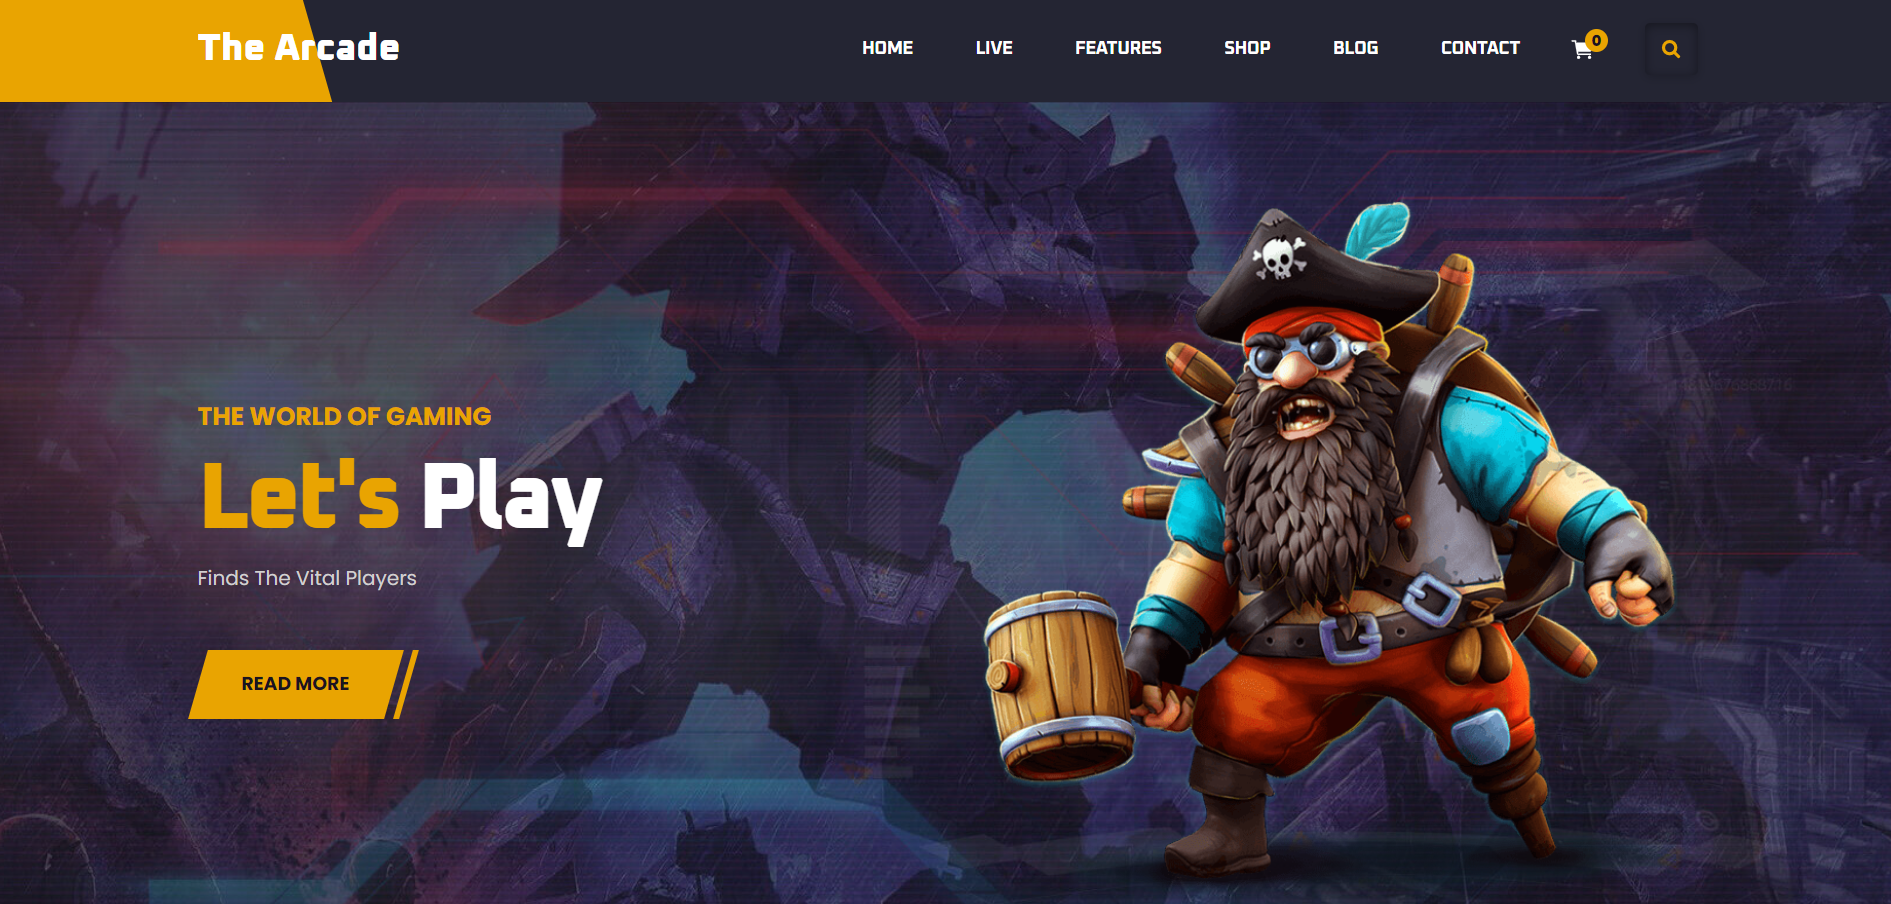 The Arcade
HOME LIVE FEATURES SHOP BLOG CONTACT 0
THE WORLD OF GAMING
Let's Play
Finds The Vital Players
READ MORE